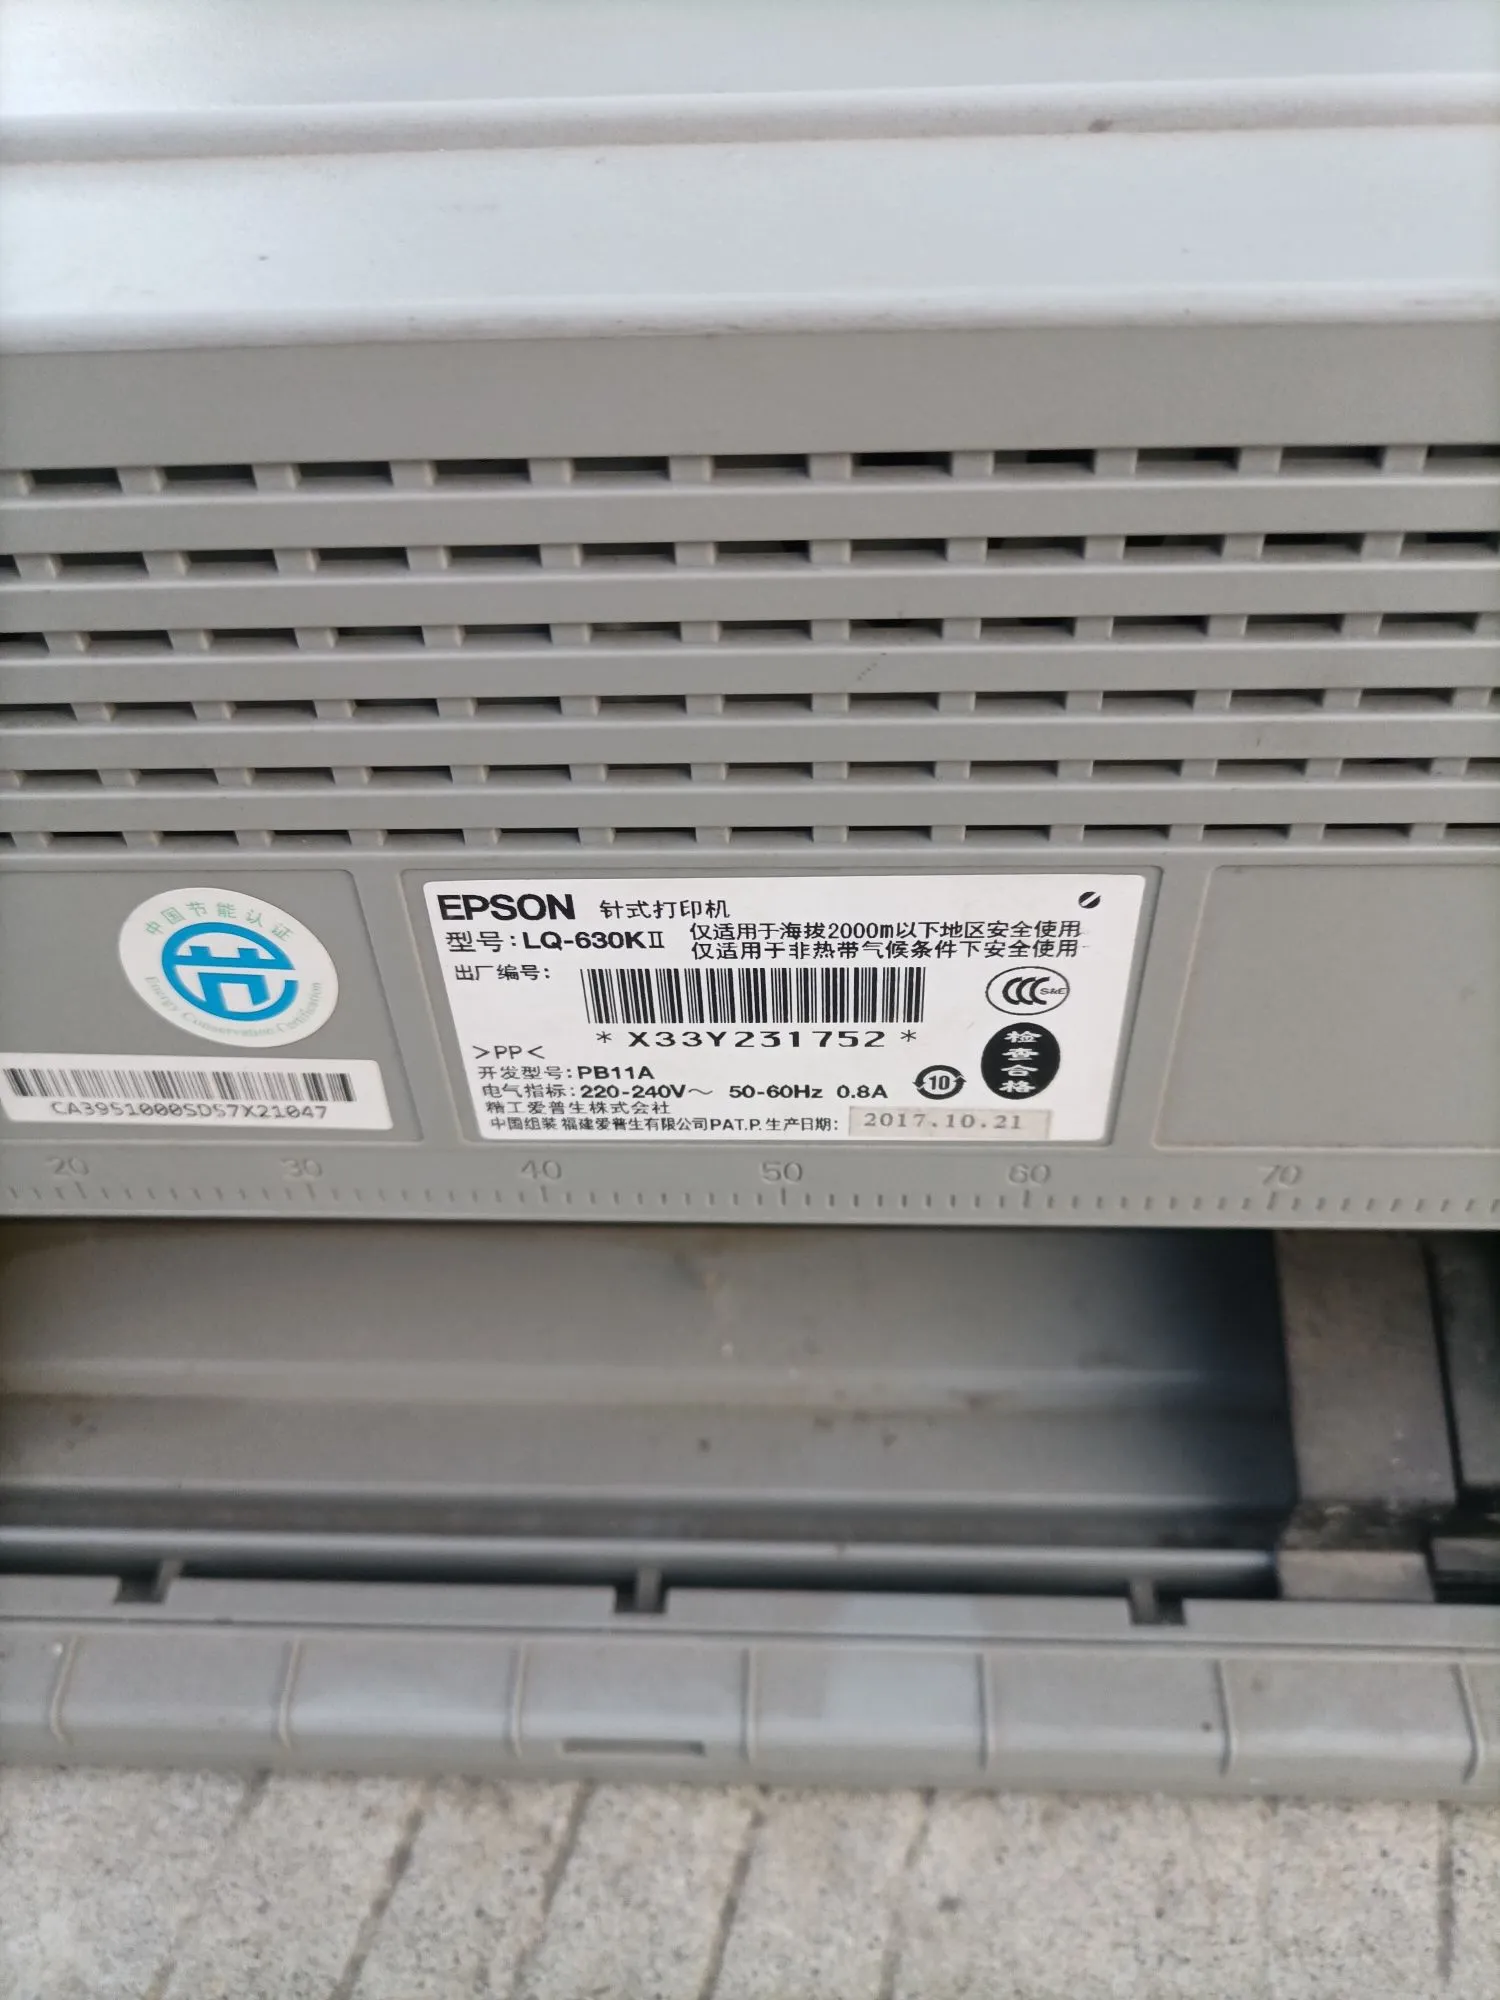 EPSON 针式打印机
型号:LQ-630KⅡ 仅适用于海拔2000m以下地区安全使用
仅适用于非热带气候条件下安全使用
出厂编号:
CCC S&E
*X33Y231752*
>PP<
检查合格
开发型号:PB11A
电气指标:220-240V～ 50-60Hz 0.8A
10
精工爱普生株式会社
中国组装 福建爱普生有限公司PAT.P. 生产日期: 2017.10.21
中国节能认证
节
Energy Conservation Certification
CA3951000SDS7X21047
20 30 40 50 60 70